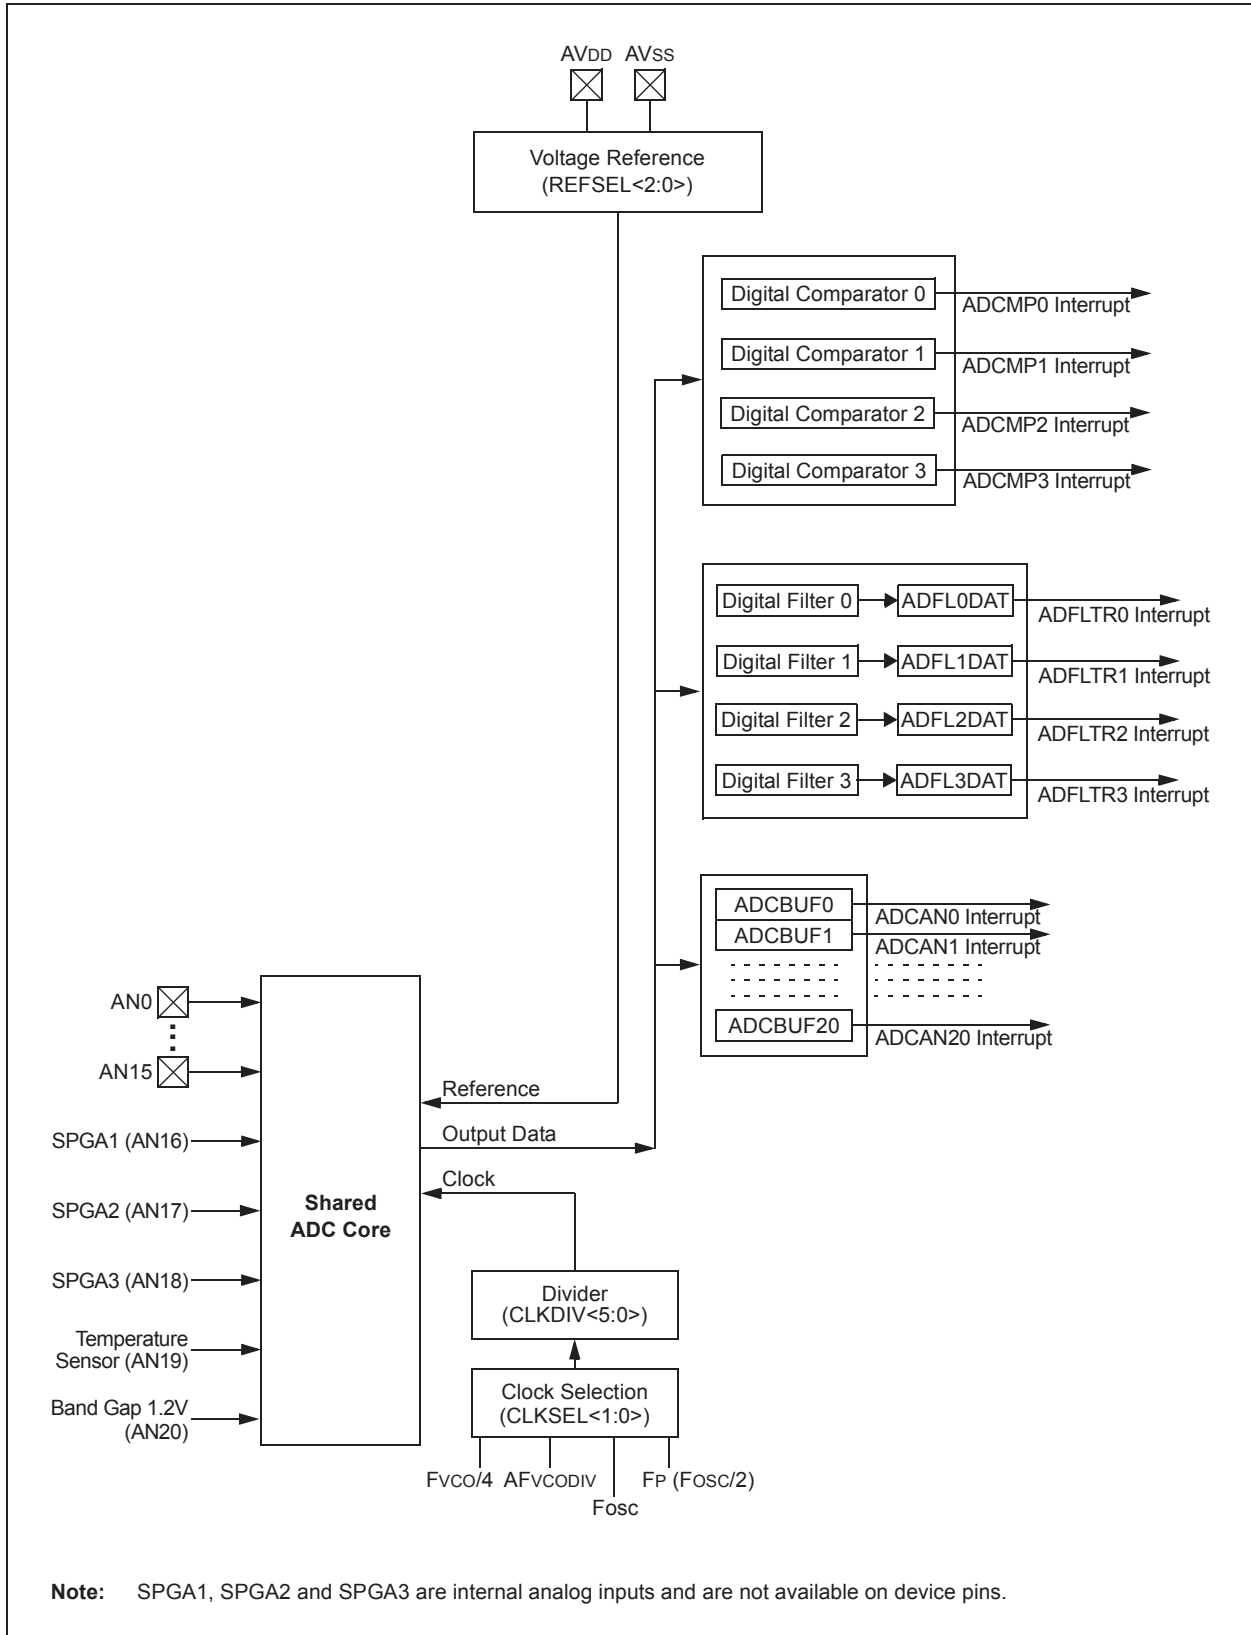 AVDD AVSS
Voltage Reference
(REFSEL<2:0>)
Digital Comparator 0
ADCMP0 Interrupt
Digital Comparator 1
ADCMP1 Interrupt
Digital Comparator 2
ADCMP2 Interrupt
Digital Comparator 3
ADCMP3 Interrupt
Digital Filter 0
ADFL0DAT
ADFLTR0 Interrupt
Digital Filter 1
ADFL1DAT
ADFLTR1 Interrupt
Digital Filter 2
ADFL2DAT
ADFLTR2 Interrupt
Digital Filter 3
ADFL3DAT
ADFLTR3 Interrupt
ADCBUF0
ADCAN0 Interrupt
ADCBUF1
ADCAN1 Interrupt
ADCBUF20
ADCAN20 Interrupt
AN0
AN15
SPGA1 (AN16)
SPGA2 (AN17)
SPGA3 (AN18)
Temperature
Sensor (AN19)
Band Gap 1.2V
(AN20)
Shared
ADC Core
Reference
Output Data
Clock
Divider
(CLKDIV<5:0>)
Clock Selection
(CLKSEL<1:0>)
FVCO/4 AFVCODIV FP (FOSC/2)
Fosc
Note: SPGA1, SPGA2 and SPGA3 are internal analog inputs and are not available on device pins.